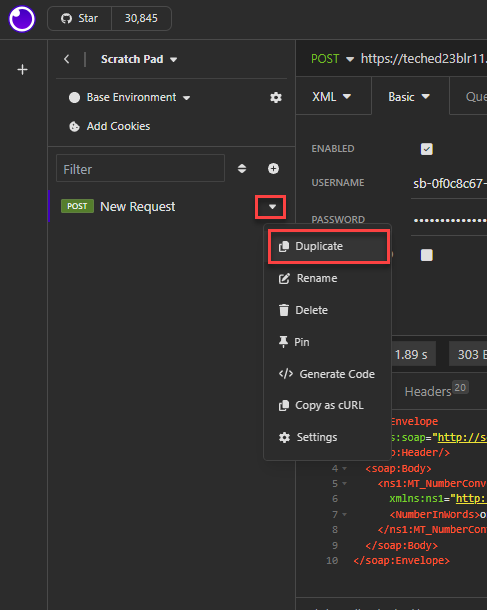 Star 30,845
Scratch Pad
POST https://teched23blr11.
Base Environment
XML Basic Que
Add Cookies
ENABLED
Filter
USERNAME sb-0f0c8c67-
POST New Request
PASSWORD ••••••••••••••
Duplicate
Rename
Delete
Pin
1.89 s 303 B
Generate Code
Headers 20
Copy as cURL
Envelope
s:soap="http://s
Settings
p:Header/>
4 <soap:Body>
5 <ns1:MT_NumberConv
6 xmlns:ns1="http:
7 <NumberInWords>o
8 </ns1:MT_NumberCon
9 </soap:Body>
10 </soap:Envelope>